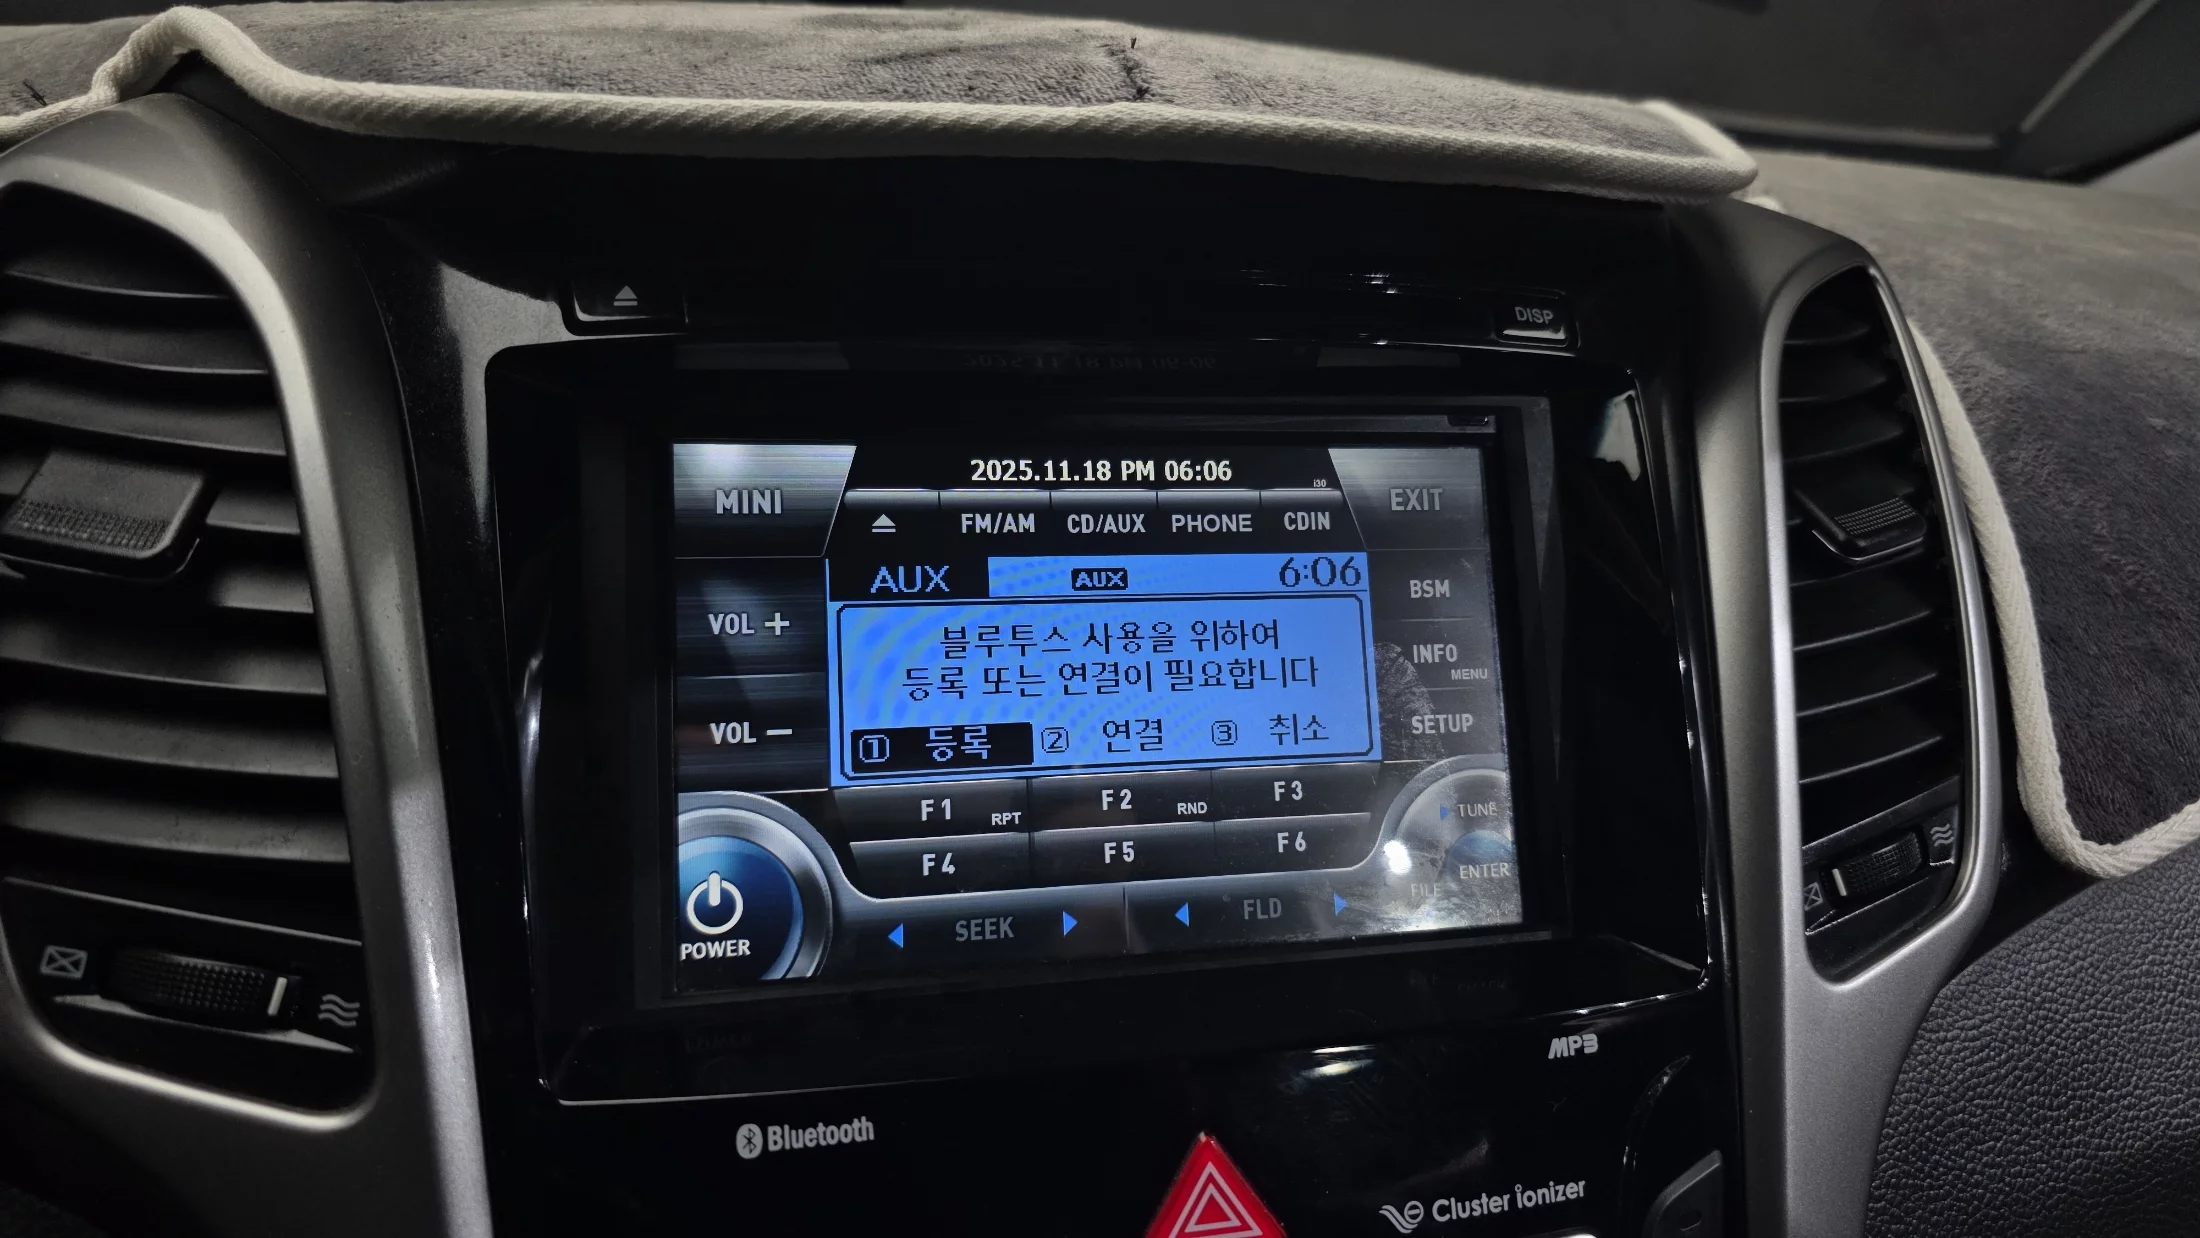 DISP
2025.11.18 PM 06:06
i30
MINI
EXIT
FM/AM CD/AUX PHONE CDIN
AUX AUX 6:06
BSM
VOL +
블루투스 사용을 위하여
등록 또는 연결이 필요합니다
INFO
MENU
VOL -
1 등록 2 연결 3 취소
SETUP
F1 RPT F2 RND F3
TUNE
F4 F5 F6
ENTER
FILE
POWER
SEEK FLD
MP3
Bluetooth
Cluster ionizer